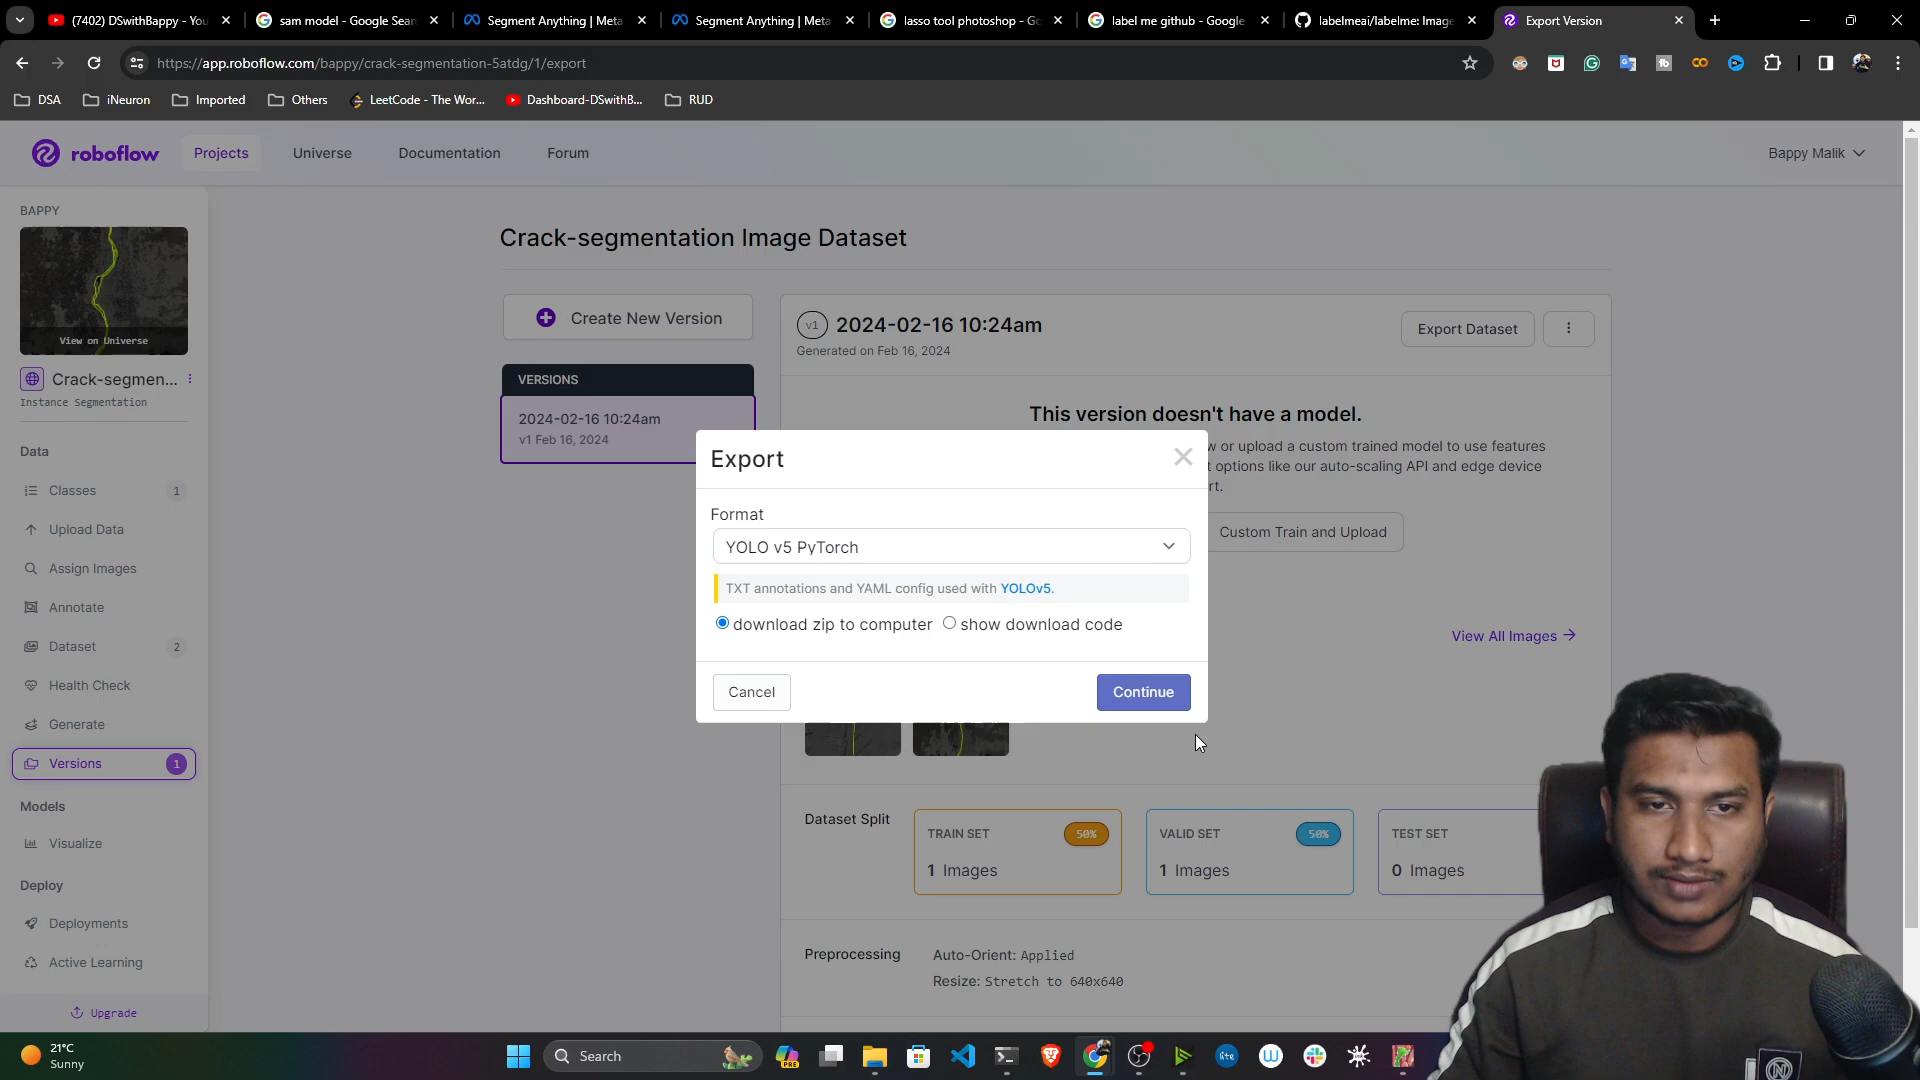 (7402) DSwithBappy - You
sam model - Google Sear
Segment Anything | Meta
Segment Anything | Meta
lasso tool photoshop - Go
label me github - Google
labelmeai/labelme: Image
Export Version
https://app.roboflow.com/bappy/crack-segmentation-5atdg/1/export
DSA
iNeuron
Imported
Others
LeetCode - The Wor...
Dashboard-DSwithB...
RUD
roboflow
Projects
Universe
Documentation
Forum
Bappy Malik
BAPPY
View on Universe
Crack-segmen...
Instance Segmentation
Data
Classes 1
Upload Data
Assign Images
Annotate
Dataset 2
Health Check
Generate
Versions 1
Models
Visualize
Deploy
Deployments
Active Learning
Upgrade
Crack-segmentation Image Dataset
Create New Version
VERSIONS
2024-02-16 10:24am
v1 Feb 16, 2024
v1 2024-02-16 10:24am
Generated on Feb 16, 2024
Export Dataset
This version doesn't have a model.
w or upload a custom trained model to use features
t options like our auto-scaling API and edge device
rt.
Custom Train and Upload
View All Images
Export
Format
YOLO v5 PyTorch
TXT annotations and YAML config used with YOLOv5.
download zip to computer show download code
Cancel
Continue
Dataset Split
TRAIN SET 50%
1 Images
VALID SET 50%
1 Images
TEST SET
0 Images
Preprocessing
Auto-Orient: Applied
Resize: Stretch to 640x640
21°C
Sunny
Search
PRE
lite